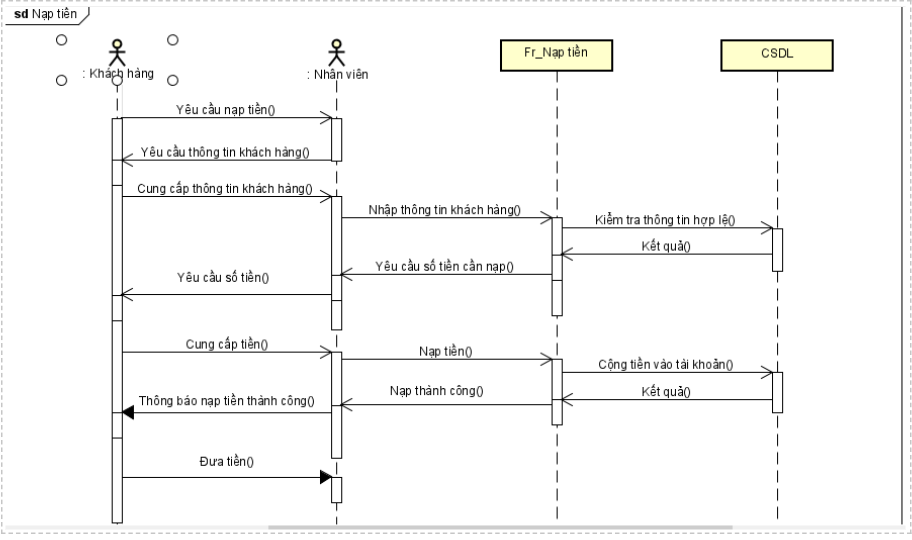 sd Nạp tiền
: Khách hàng
: Nhân viên
Fr_Nạp tiền
CSDL
Yêu cầu nạp tiền()
Yêu cầu thông tin khách hàng()
Cung cấp thông tin khách hàng()
Nhập thông tin khách hàng()
Kiểm tra thông tin hợp lệ()
Kết quả()
Yêu cầu số tiền cần nạp()
Yêu cầu số tiền()
Cung cấp tiền()
Nạp tiền()
Cộng tiền vào tài khoản()
Kết quả()
Nạp thành công()
Thông báo nạp tiền thành công()
Đưa tiền()